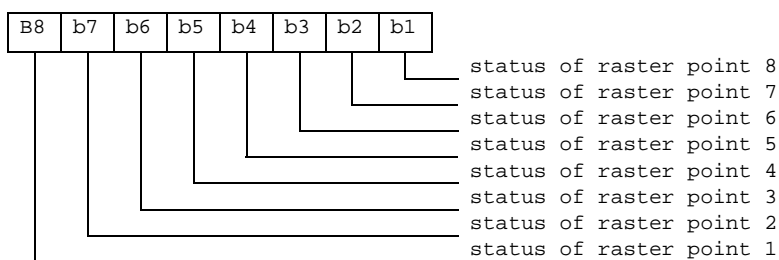 B8 b7 b6 b5 b4 b3 b2 b1
status of raster point 8
status of raster point 7
status of raster point 6
status of raster point 5
status of raster point 4
status of raster point 3
status of raster point 2
status of raster point 1